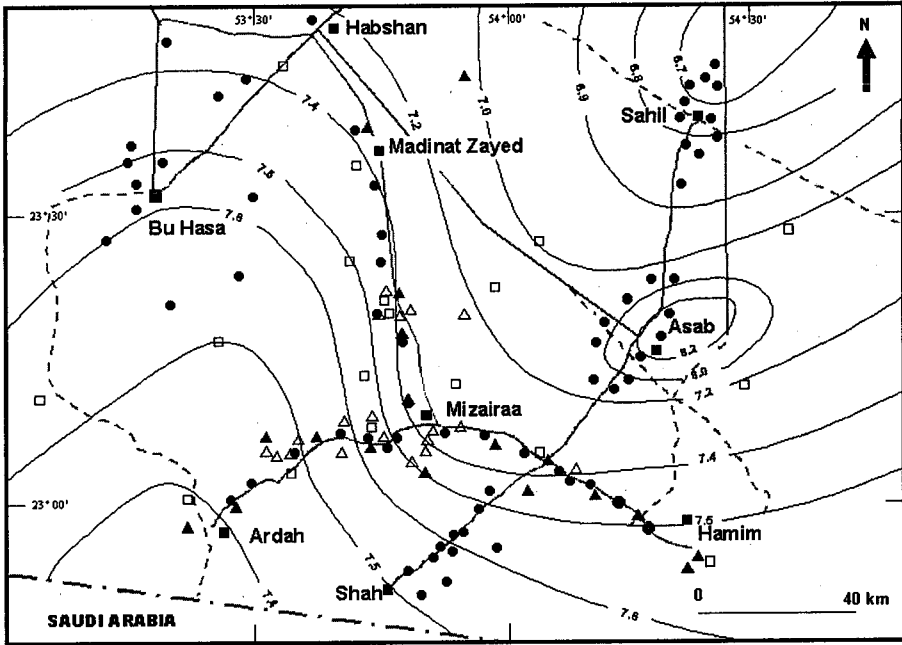 53°30'
54°00'
54°30'
N
Habshan
6.7
6.8
6.9
7.0
7.2
7.4
Sahil
Madinat Zayed
7.6
23°30'
Bu Hasa
7.8
Asab
6.2
6.0
7.2
Mizairaa
7.4
23°00'
7.6
Hamim
Ardah
7.5
Shah
7.4
7.6
0 40 km
SAUDI ARABIA